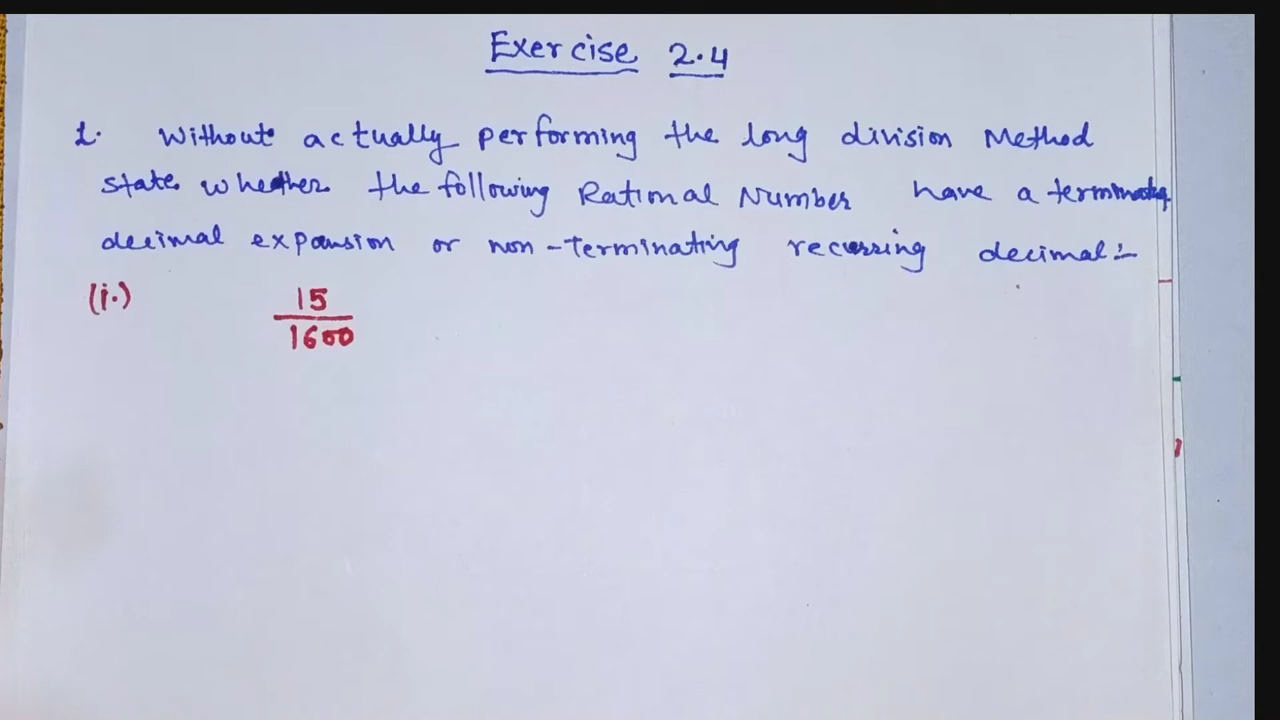 Exercise 2.4
1. Without actually performing the long division Method
state whether the following Rational Number have a terminating
decimal expansion or non-terminating recurring decimal:-
(i.) 15
1600